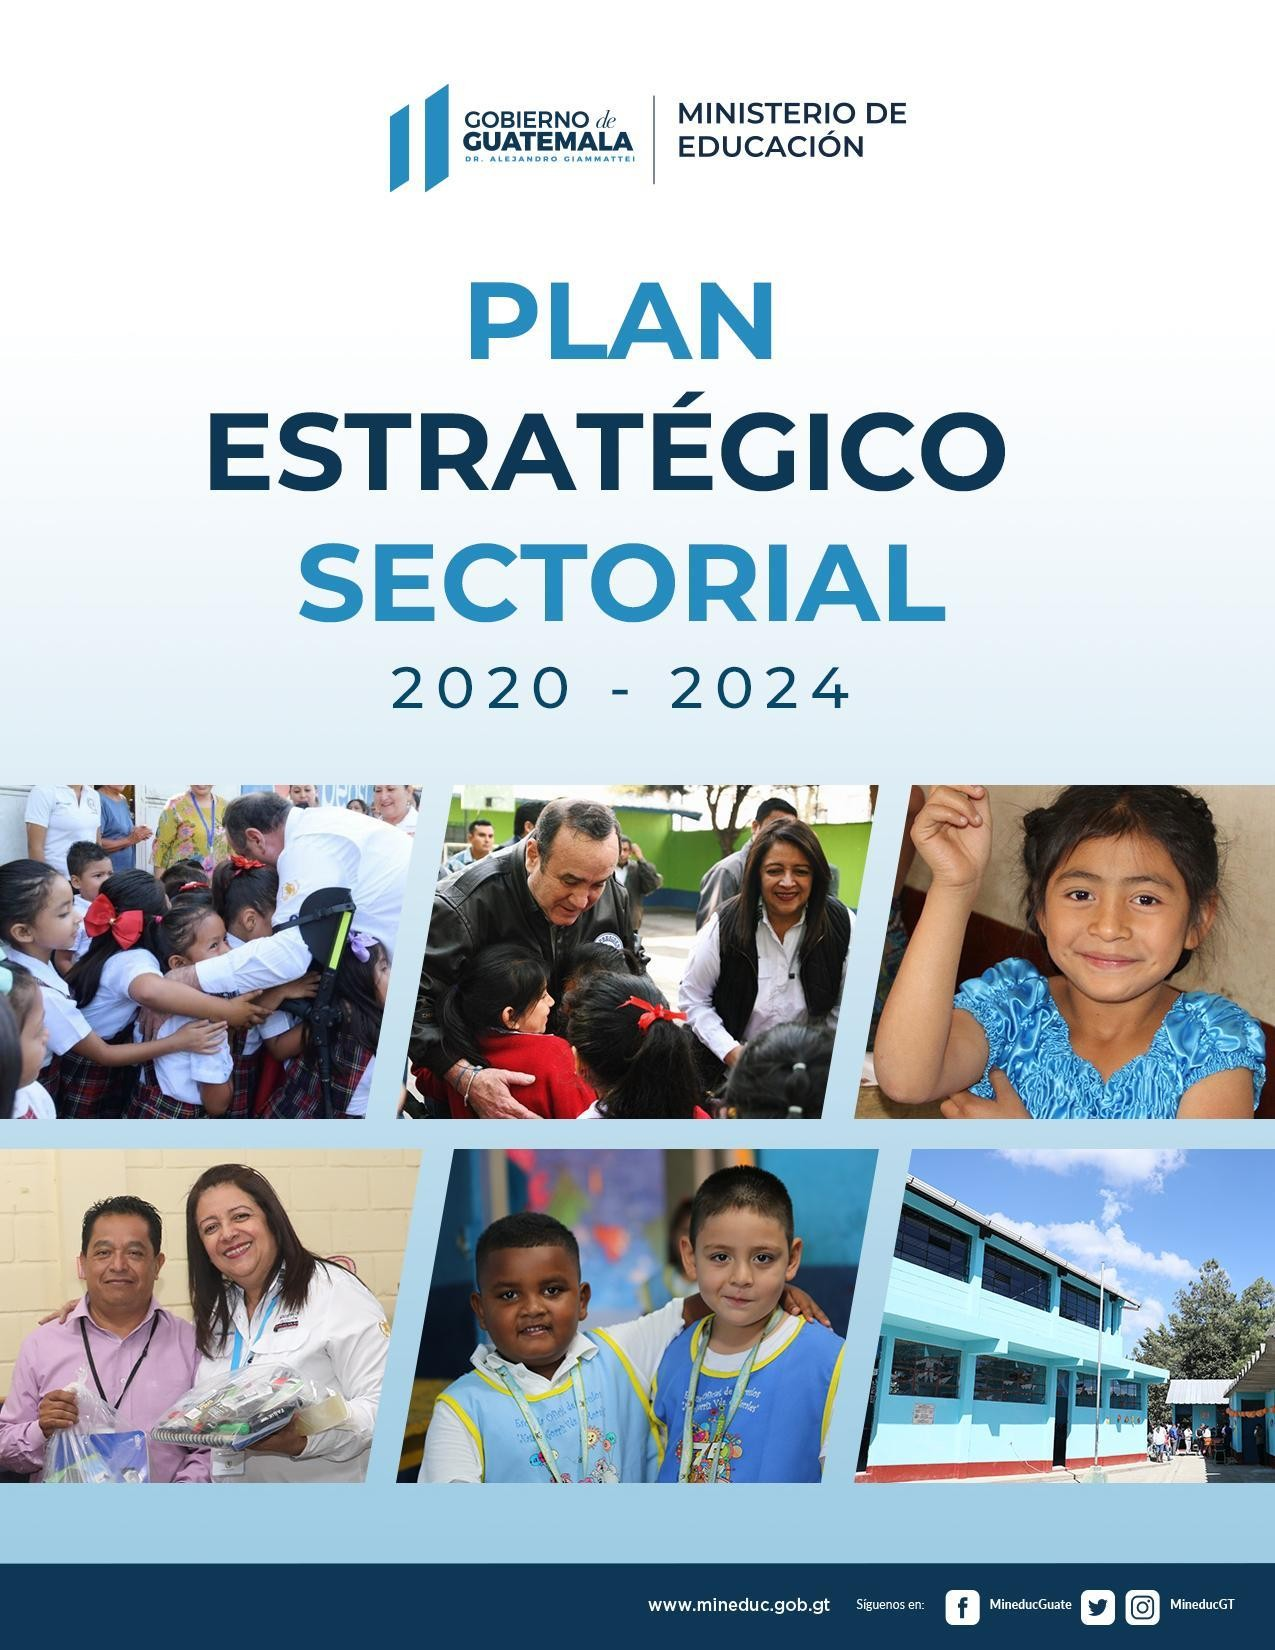 GOBIERNO de
GUATEMALA
DR. ALEJANDRO GIAMMATTEI
MINISTERIO DE
EDUCACIÓN
PLAN
ESTRATÉGICO
SECTORIAL
2020 - 2024
75
www.mineduc.gob.gt
Síguenos en:
MineducGuate
MineducGT